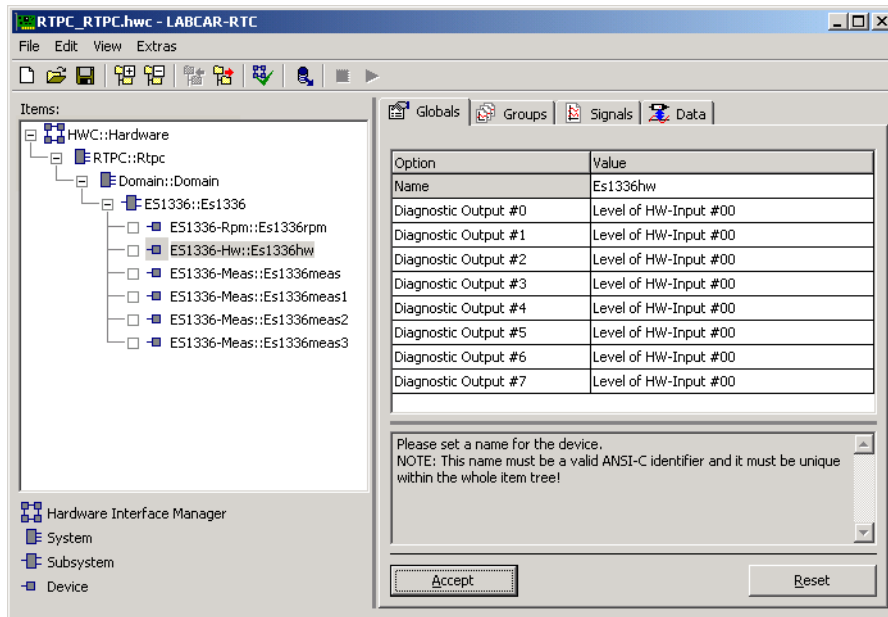 RTPC_RTPC.hwc - LABCAR-RTC
File Edit View Extras
Items:
HWC::Hardware
RTPC::Rtpc
Domain::Domain
ES1336::Es1336
ES1336-Rpm::Es1336rpm
ES1336-Hw::Es1336hw
ES1336-Meas::Es1336meas
ES1336-Meas::Es1336meas1
ES1336-Meas::Es1336meas2
ES1336-Meas::Es1336meas3
Hardware Interface Manager
System
Subsystem
Device
Globals Groups Signals Data
Option Value
Name Es1336hw
Diagnostic Output #0 Level of HW-Input #00
Diagnostic Output #1 Level of HW-Input #00
Diagnostic Output #2 Level of HW-Input #00
Diagnostic Output #3 Level of HW-Input #00
Diagnostic Output #4 Level of HW-Input #00
Diagnostic Output #5 Level of HW-Input #00
Diagnostic Output #6 Level of HW-Input #00
Diagnostic Output #7 Level of HW-Input #00
Please set a name for the device.
NOTE: This name must be a valid ANSI-C identifier and it must be unique
within the whole item tree!
Accept Reset